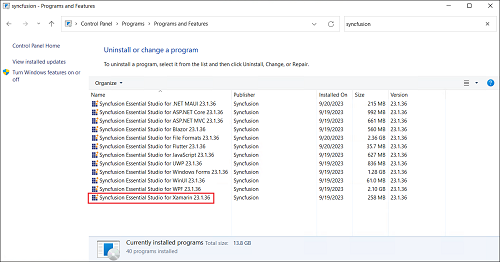 Programs and Features
Control Panel > Programs > Programs and Features
syncfusion
Control Panel Home
View installed updates
Turn Windows features on or off
Uninstall or change a program
To uninstall a program, select it from the list and then click Uninstall, Change, or Repair.
Organize
Name Publisher Installed On Size Version
Syncfusion Essential Studio for .NET MAUI 23.1.36 Syncfusion 9/20/2023 215 MB 23.1.36
Syncfusion Essential Studio for ASP.NET Core 23.1.36 Syncfusion 9/19/2023 992 MB 23.1.36
Syncfusion Essential Studio for ASP.NET MVC 23.1.36 Syncfusion 9/19/2023 661 MB 23.1.36
Syncfusion Essential Studio for Blazor 23.1.36 Syncfusion 9/19/2023 560 MB 23.1.36
Syncfusion Essential Studio for File Formats 23.1.36 Syncfusion 9/20/2023 2.36 GB 23.1.36
Syncfusion Essential Studio for Flutter 23.1.36 Syncfusion 9/19/2023 35.7 MB 23.1.36
Syncfusion Essential Studio for JavaScript 23.1.36 Syncfusion 9/19/2023 627 MB 23.1.36
Syncfusion Essential Studio for UWP 23.1.36 Syncfusion 9/19/2023 836 MB 23.1.36
Syncfusion Essential Studio for Windows Forms 23.1.36 Syncfusion 9/19/2023 1.28 GB 23.1.36
Syncfusion Essential Studio for WinUI 23.1.36 Syncfusion 9/19/2023 61.0 MB 23.1.36
Syncfusion Essential Studio for WPF 23.1.36 Syncfusion 9/19/2023 2.10 GB 23.1.36
Syncfusion Essential Studio for Xamarin 23.1.36 Syncfusion 9/19/2023 258 MB 23.1.36
Currently installed programs Total size: 13.8 GB
40 programs installed